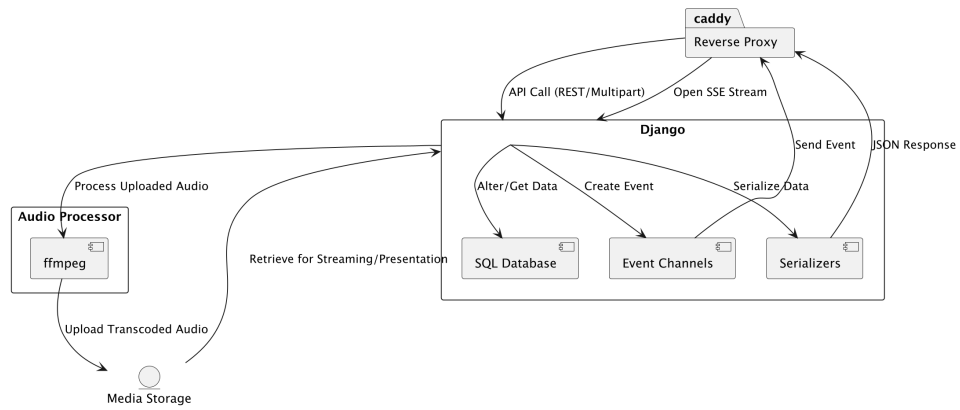 caddy
Reverse Proxy
API Call (REST/Multipart)
Open SSE Stream
Django
Send Event
JSON Response
Process Uploaded Audio
Alter/Get Data
Create Event
Serialize Data
Audio Processor
ffmpeg
Retrieve for Streaming/Presentation
SQL Database
Event Channels
Serializers
Upload Transcoded Audio
Media Storage